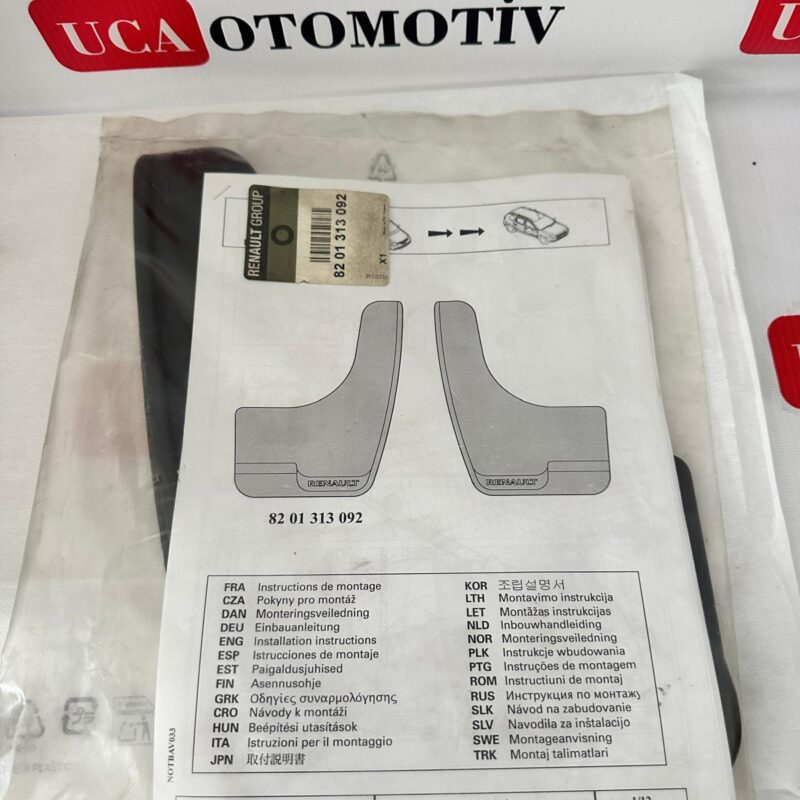 UCA OTOMOTİV
RENAULT GROUP
82 01 313 092
X1
RENAULT
RENAULT
82 01 313 092
FRA Instructions de montage
CZA Pokyny pro montáž
DAN Monteringsveiledning
DEU Einbauanleitung
ENG Installation instructions
ESP Istrucciones de montaje
EST Paigaldusjuhised
FIN Asennusohje
GRK Οδηγίες συναρμολόγησης
CRO Návody k montáži
HUN Beépítési utasítások
ITA Istruzioni per il montaggio
JPN 取付説明書
KOR 조립설명서
LTH Montavimo instrukcija
LET Montāžas instrukcijas
NLD Inbouwhandleiding
NOR Monteringsveiledning
PLK Instrukcje wbudowania
PTG Instruções de montagem
ROM Instructiuni de montaj
RUS Инструкция по монтажу
SLK Návod na zabudovanie
SLV Navodila za inštalacijo
SWE Montageanvisning
TRK Montaj talimatlari
NOTBAV033
1/12